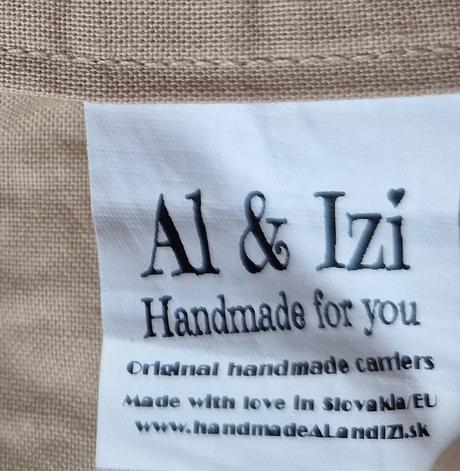 Al & Izi
Handmade for you
Original handmade carriers
Made with love in Slovakia/EU
www.handmadeALandIZI.sk